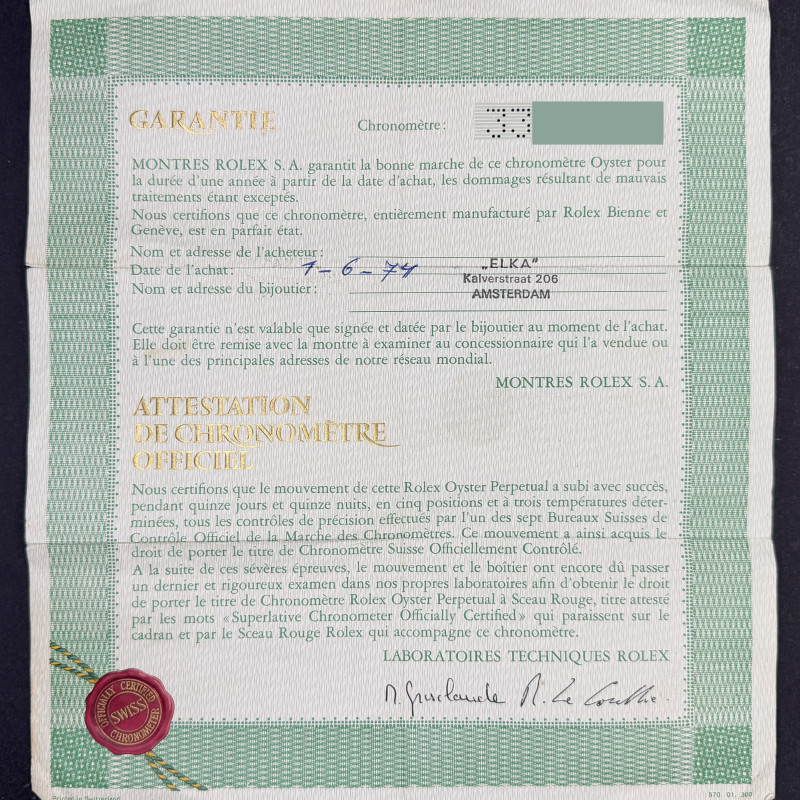 GARANTIE
Chronomètre: 33
MONTRES ROLEX S. A. garantit la bonne marche de ce chronomètre Oyster pour
la durée d'une année à partir de la date d'achat, les dommages résultant de mauvais
traitements étant exceptés.
Nous certifions que ce chronomètre, entièrement manufacturé par Rolex Bienne et
Genève, est en parfait état.
Nom et adresse de l'acheteur:
Date de l'achat: 1-6-74
Nom et adresse du bijoutier:
„ELKA"
Kalverstraat 206
AMSTERDAM
Cette garantie n'est valable que signée et datée par le bijoutier au moment de l'achat.
Elle doit être remise avec la montre à examiner au concessionnaire qui l'a vendue ou
à l'une des principales adresses de notre réseau mondial.
MONTRES ROLEX S. A.
ATTESTATION
DE CHRONOMÈTRE
OFFICIEL
Nous certifions que le mouvement de cette Rolex Oyster Perpetual a subi avec succès,
pendant quinze jours et quinze nuits, en cinq positions et à trois températures déter-
minées, tous les contrôles de précision effectués par l'un des sept Bureaux Suisses de
Contrôle Officiel de la Marche des Chronomètres. Ce mouvement a ainsi acquis le
droit de porter le titre de Chronomètre Suisse Officiellement Contrôlé.
A la suite de ces sévères épreuves, le mouvement et le boîtier ont encore dû passer
un dernier et rigoureux examen dans nos propres laboratoires afin d'obtenir le droit
de porter le titre de Chronomètre Rolex Oyster Perpetual à Sceau Rouge, titre attesté
par les mots «Superlative Chronometer Officially Certified» qui paraissent sur le
cadran et par le Sceau Rouge Rolex qui accompagne ce chronomètre.
LABORATOIRES TECHNIQUES ROLEX
OFFICIALLY CERTIFIED
SWISS
CHRONOMETER
Printed in Switzerland
570. 01. 300